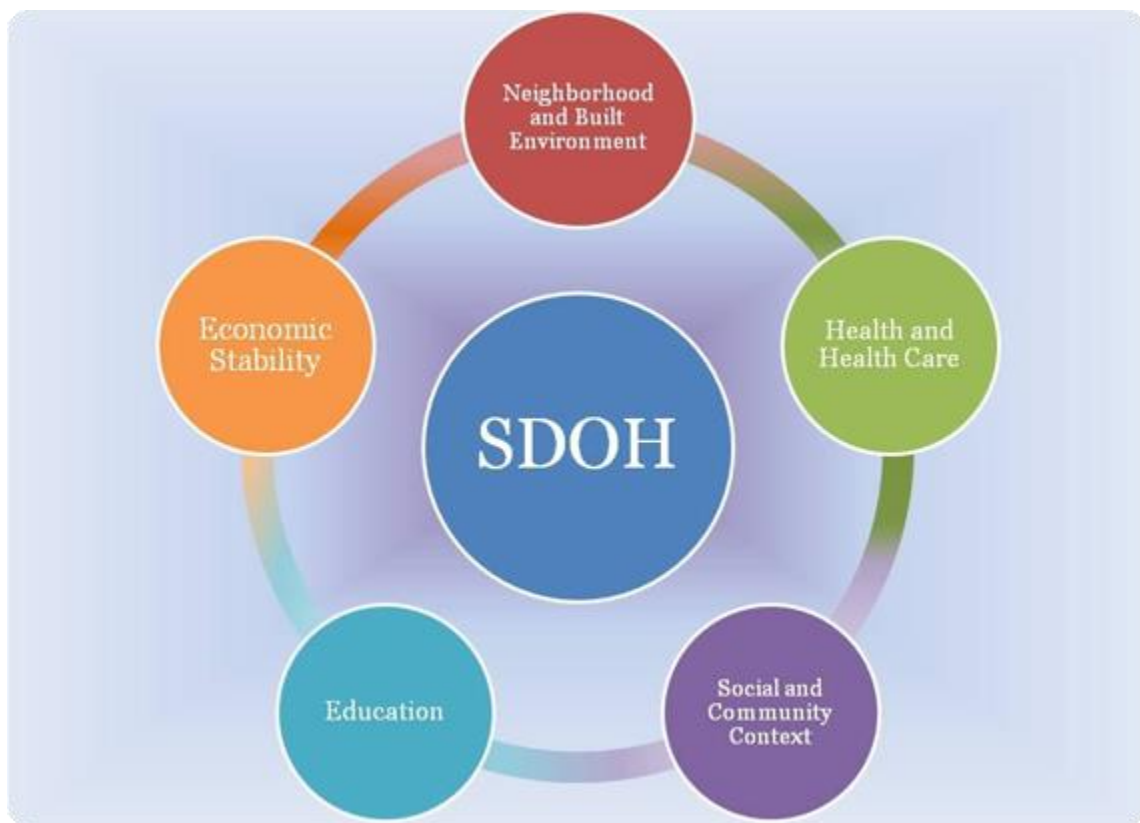 Neighborhood
and Built
Environment
Economic
Stability
Health and
Health Care
SDOH
Education
Social and
Community
Context